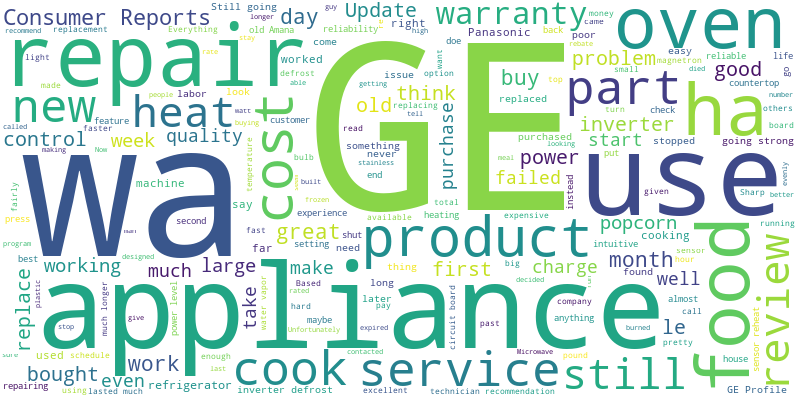 Consumer Reports
Still going
longer
guy
day
Update
warranty
oven
recommend
replacement
Everything
old Amana
reliability
high
right
Panasonic
back
money
came
rebate
poor
easy
reliable
life
repair
light
made
labor
rare
stay
look
defrost
able
worked
come
issue
option
doe
want
problem
magnetron
small
died
countertop
good
go
number
others
board
GE
new
heat
feature
people
watt
customer
getting
think
old
replacing
tell
buy
top
replaced
part
turn
check
ha
going strong
called
control
faster
week
quality
buying
cost
read
something
never
end
stainless
purchase
purchased
looking
inverter
start
stopped
put
making
Now
wa
machine
temperature
bulb
built
frozen
say
experience
total
available
heating
expensive
meal
power
failed
instead
use
given
Sharp
better
evenly
fairly
press
second
man
fast
far
great
setting
shut
need
product
popcorn
intuitive
cooking
food
running
sensor
hour
review
program
designed
best
working
much
large
water vapor
make
Based
rated
thing
long
first
big
decided
charge
month
found
well
almost
call
sensor reheat
replace
plastic
much longer
power level
take
hard
maybe
Unfortunately
later
pay
expired
circuit board
past
company
anything
burned
le
pretty
appliance
stop
give
sure
used
schedule
work
enough
last
cook
contacted
service
Microwave
pound
still
house
repairing
bought
using
even
lasted much
refrigerator
inverter defrost
excellent
technician
recommendation
GE Profile